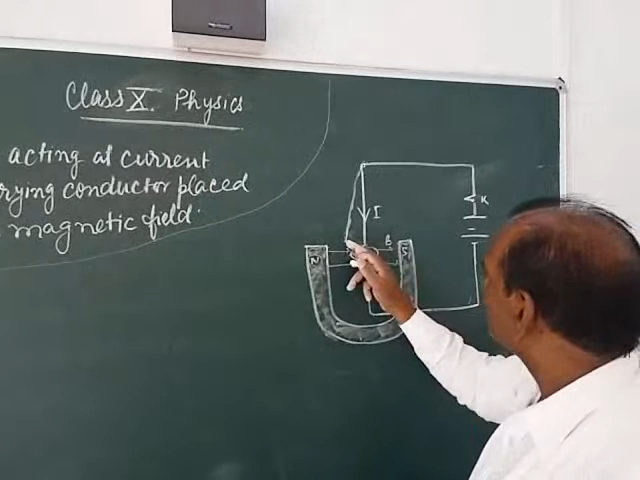 Class X. Physics
acting at current
rying conductor placed
magnetic field.
K
I
B
N S